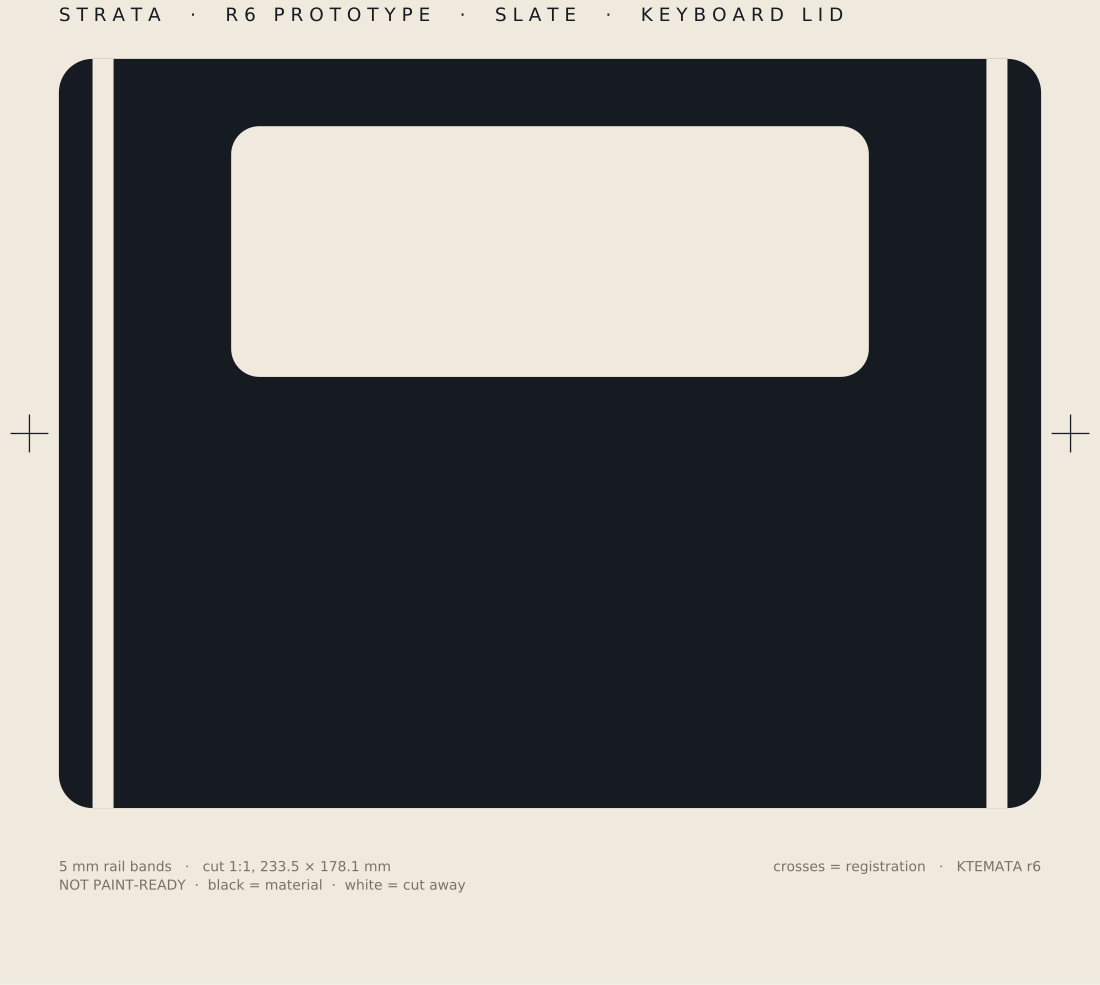 STRATA · R6 PROTOTYPE · SLATE · KEYBOARD LID
5 mm rail bands · cut 1:1, 233.5 × 178.1 mm
NOT PAINT-READY · black = material · white = cut away
crosses = registration · KTEMATA r6